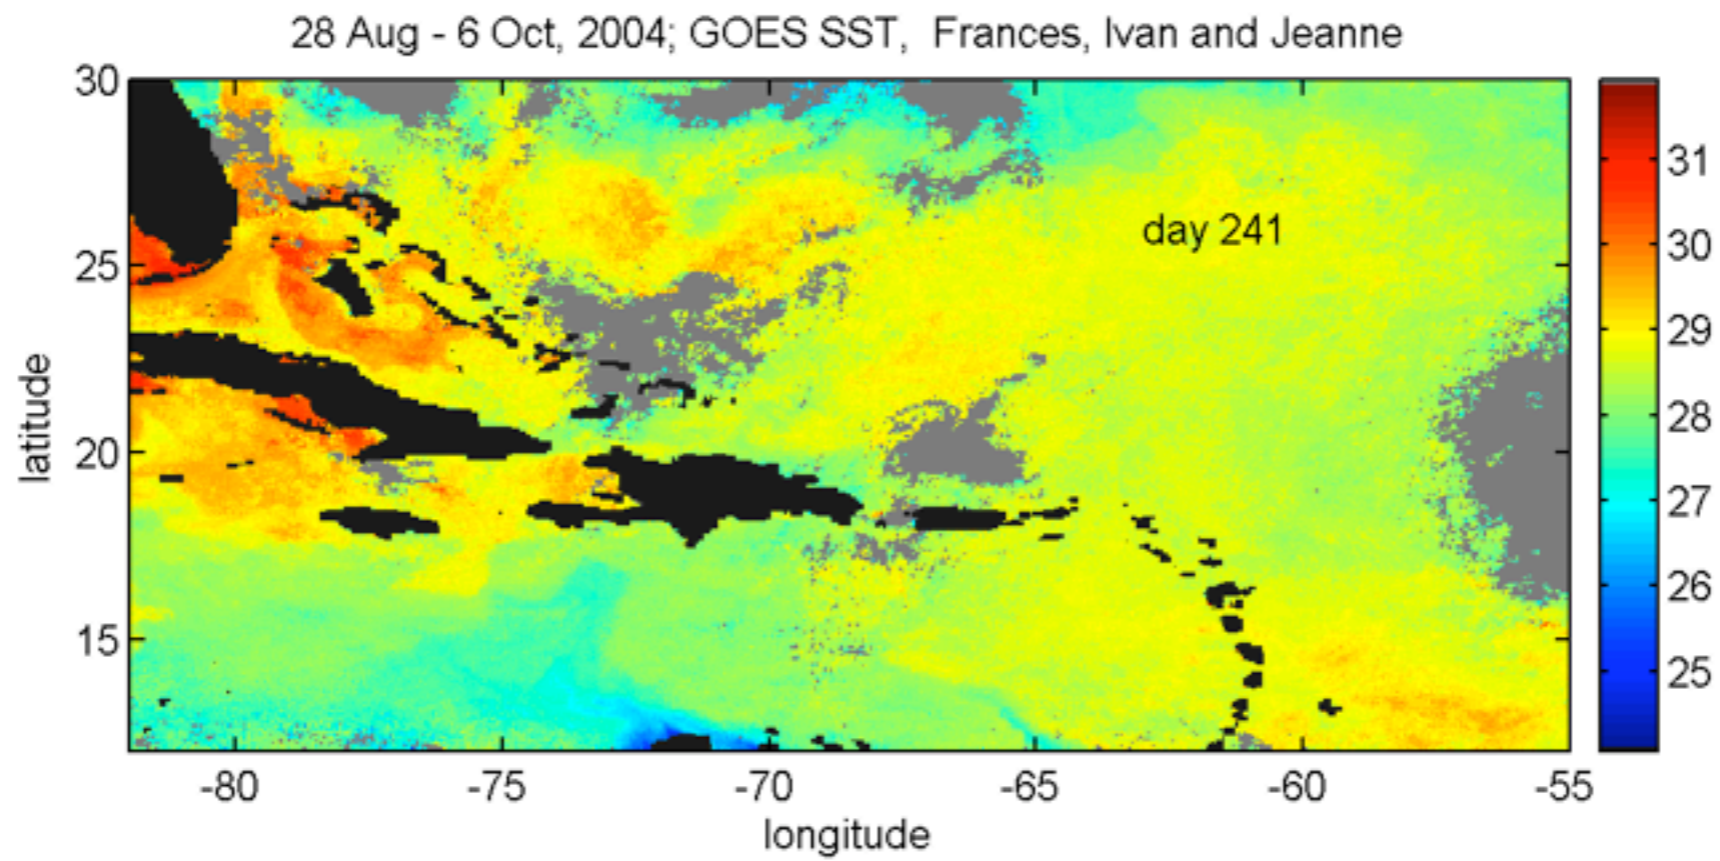 28 Aug - 6 Oct, 2004; GOES SST, Frances, Ivan and Jeanne
30
25
20
15
latitude
day 241
31
30
29
28
27
26
25
-80 -75 -70 -65 -60 -55
longitude